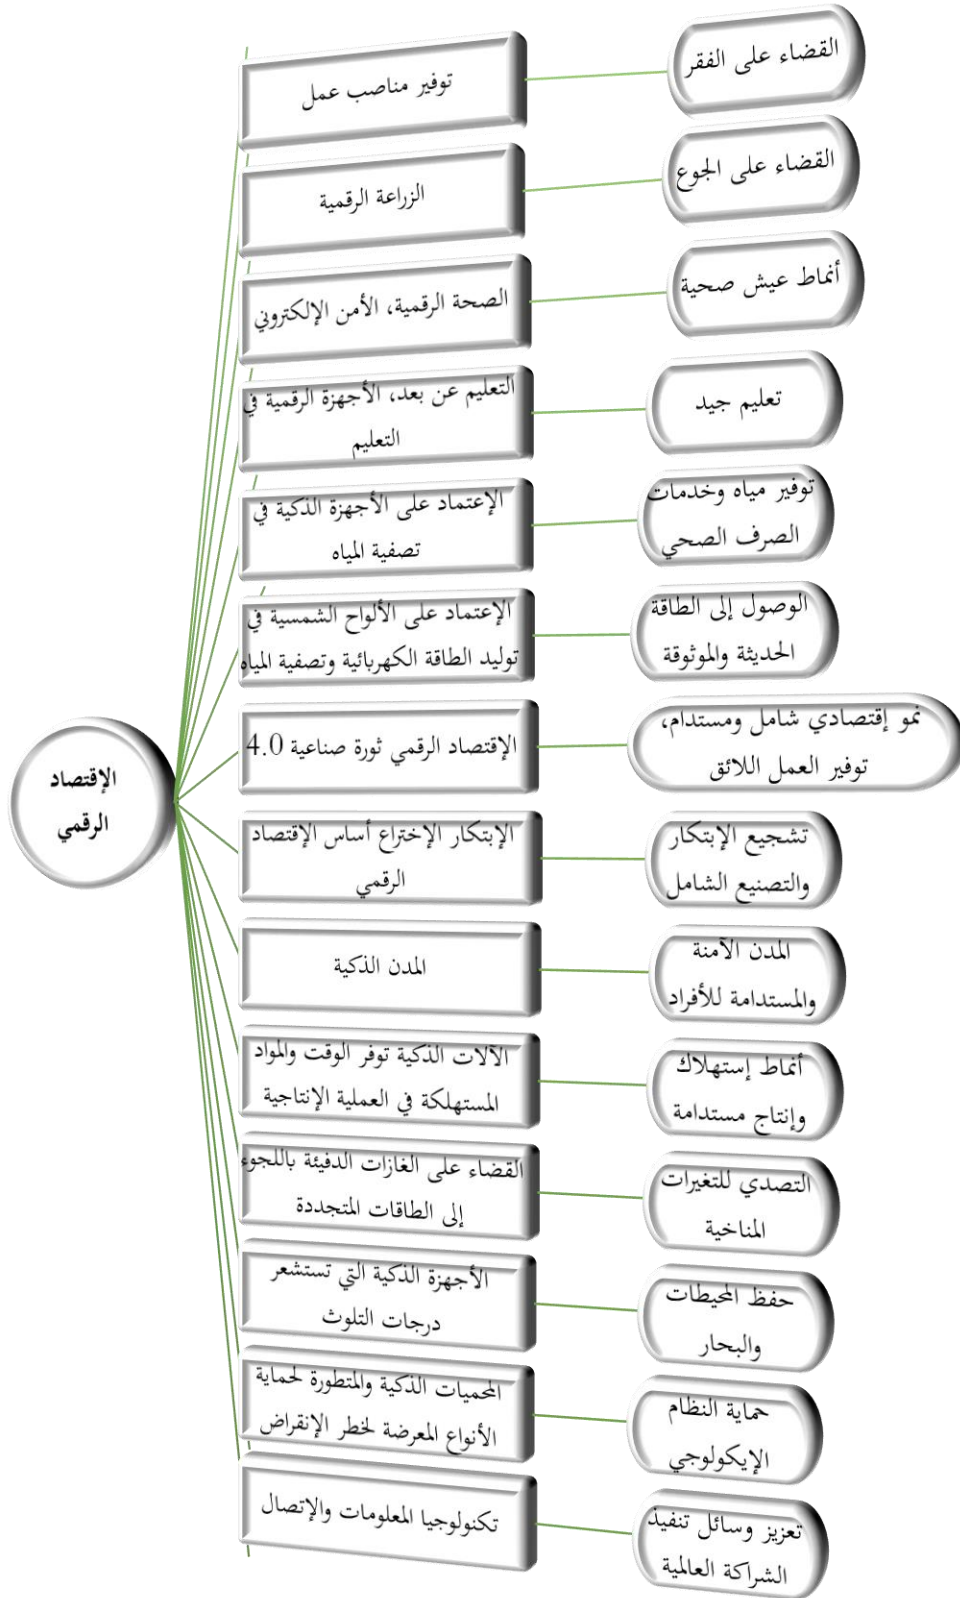 القضاء على الفقر
توفير مناصب عمل
القضاء على الجوع
الزراعة الرقمية
أنماط عيش صحية
الصحة الرقمية، الأمن الإلكتروني
تعليم جيد
التعليم عن بعد، الأجهزة الرقمية في
التعليم
توفير مياه وخدمات
الصرف الصحي
الإعتماد على الأجهزة الذكية في
تصفية المياه
الوصول إلى الطاقة
الحديثة والموثوقة
الإعتماد على الألواح الشمسية في
توليد الطاقة الكهربائية وتصفية المياه
نمو إقتصادي شامل ومستدام،
توفير العمل اللائق
الإقتصاد الرقمي ثورة صناعية 4.0
الإقتصاد
الرقمي
تشجيع الإبتكار
والتصنيع الشامل
الإبتكار الإختراع أساس الإقتصاد
الرقمي
المدن الآمنة
والمستدامة للأفراد
المدن الذكية
أنماط إستهلاك
وإنتاج مستدامة
الآلات الذكية توفر الوقت والمواد
المستهلكة في العملية الإنتاجية
التصدي للتغيرات
المناخية
القضاء على الغازات الدفيئة باللجوء
إلى الطاقات المتجددة
حفظ المحيطات
والبحار
الأجهزة الذكية التي تستشعر
درجات التلوث
حماية النظام
الإيكولوجي
المحميات الذكية والمتطورة لحماية
الأنواع المعرضة لخطر الإنقراض
تعزيز وسائل تنفيذ
الشراكة العالمية
تكنولوجيا المعلومات والإتصال